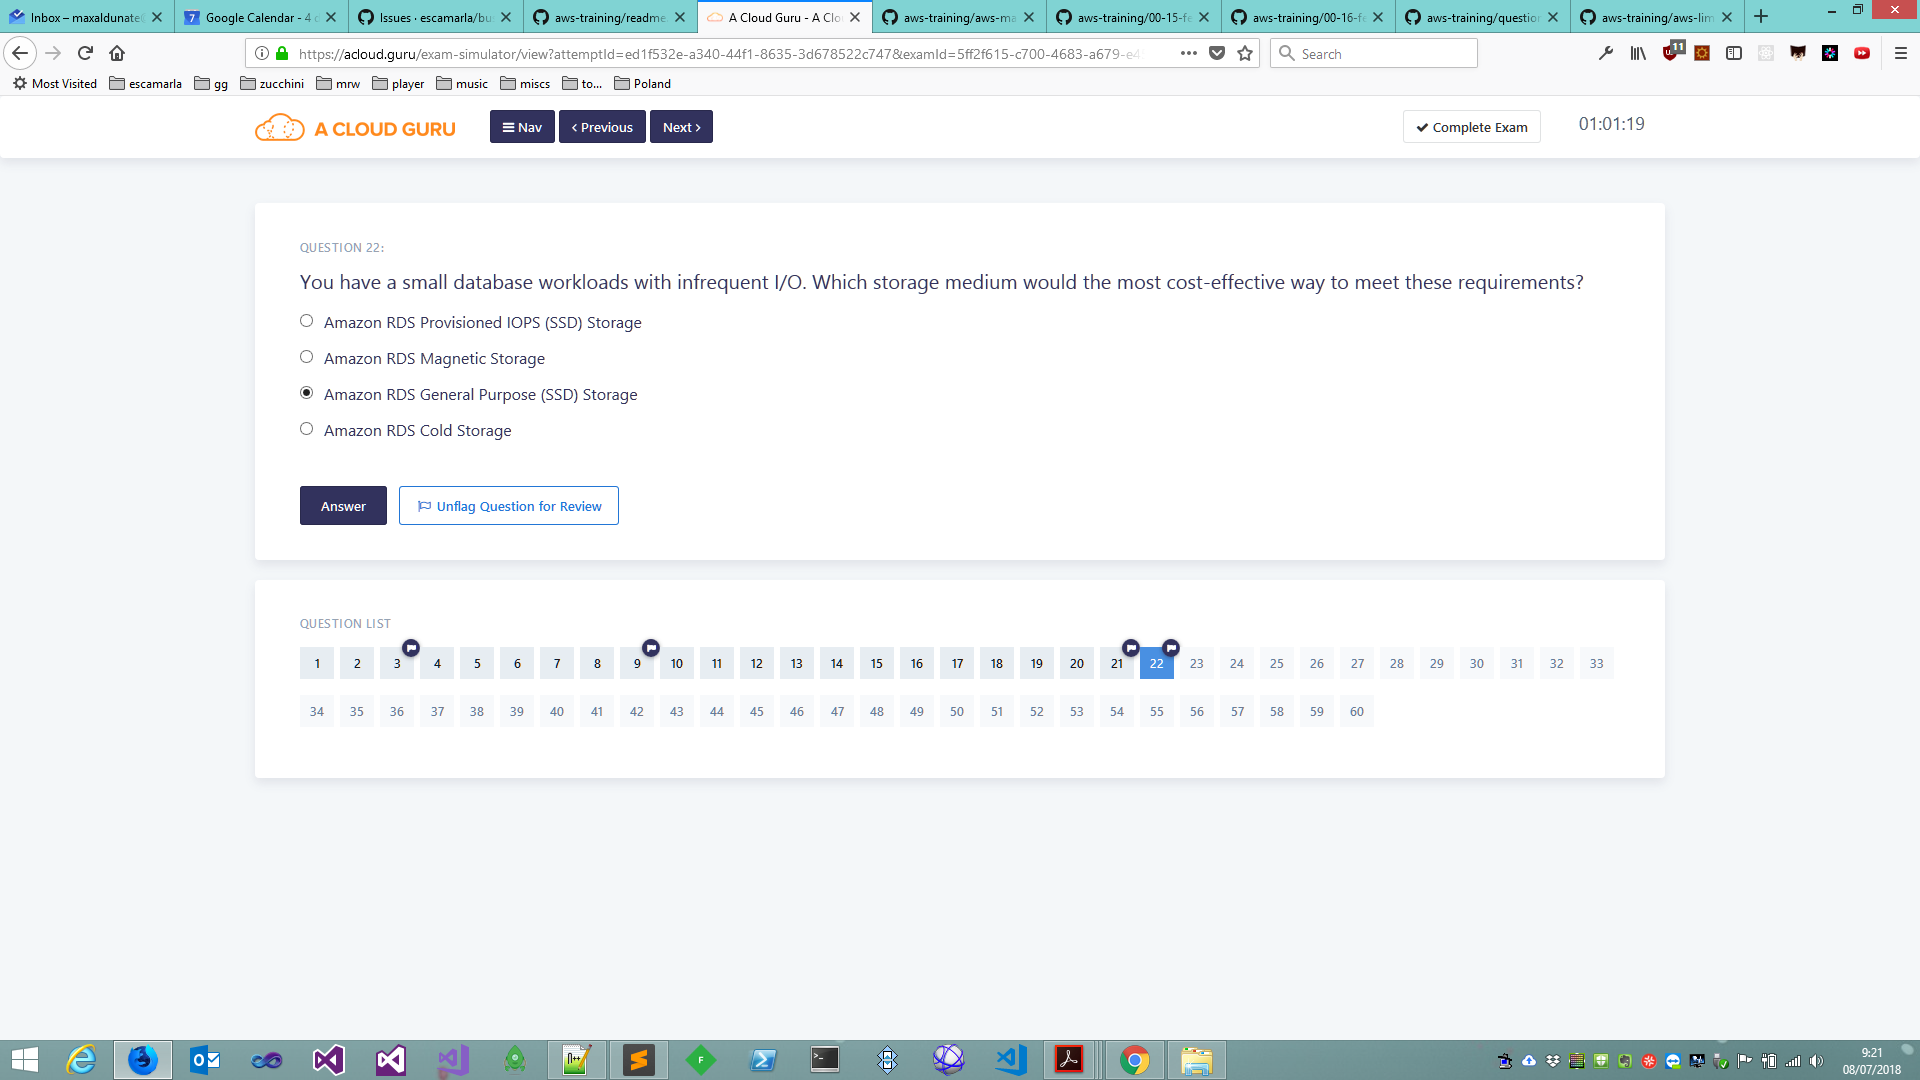 Inbox – maxaldunate
Google Calendar - 4
Issues · escamarla/bu
aws-training/readme.
A Cloud Guru - A Clo
aws-training/aws-ma
aws-training/00-15-fe
aws-training/00-16-fe
aws-training/question
aws-training/aws-lim
https://acloud.guru/exam-simulator/view?attemptId=ed1f532e-a340-44f1-8635-3d678522c747&examId=5ff2f615-c700-4683-a679-e4
Search
11
Most Visited
escamarla
gg
zucchini
mrw
player
music
miscs
to...
Poland
A CLOUD GURU
Nav
Previous
Next
Complete Exam
01:01:19
QUESTION 22:
You have a small database workloads with infrequent I/O. Which storage medium would the most cost-effective way to meet these requirements?
Amazon RDS Provisioned IOPS (SSD) Storage
Amazon RDS Magnetic Storage
Amazon RDS General Purpose (SSD) Storage
Amazon RDS Cold Storage
Answer
Unflag Question for Review
QUESTION LIST
1 2 3 4 5 6 7 8 9 10 11 12 13 14 15 16 17 18 19 20 21 22 23 24 25 26 27 28 29 30 31 32 33
34 35 36 37 38 39 40 41 42 43 44 45 46 47 48 49 50 51 52 53 54 55 56 57 58 59 60
9:21
08/07/2018